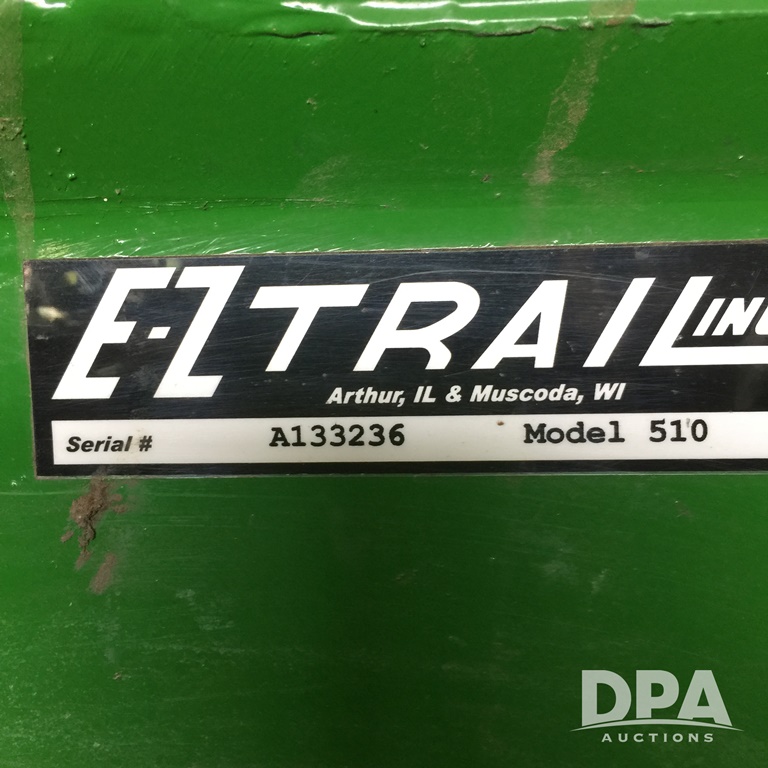 E-Z TRAIL INC
Arthur, IL & Muscoda, WI
Serial # A133236 Model 510
DPA
AUCTIONS